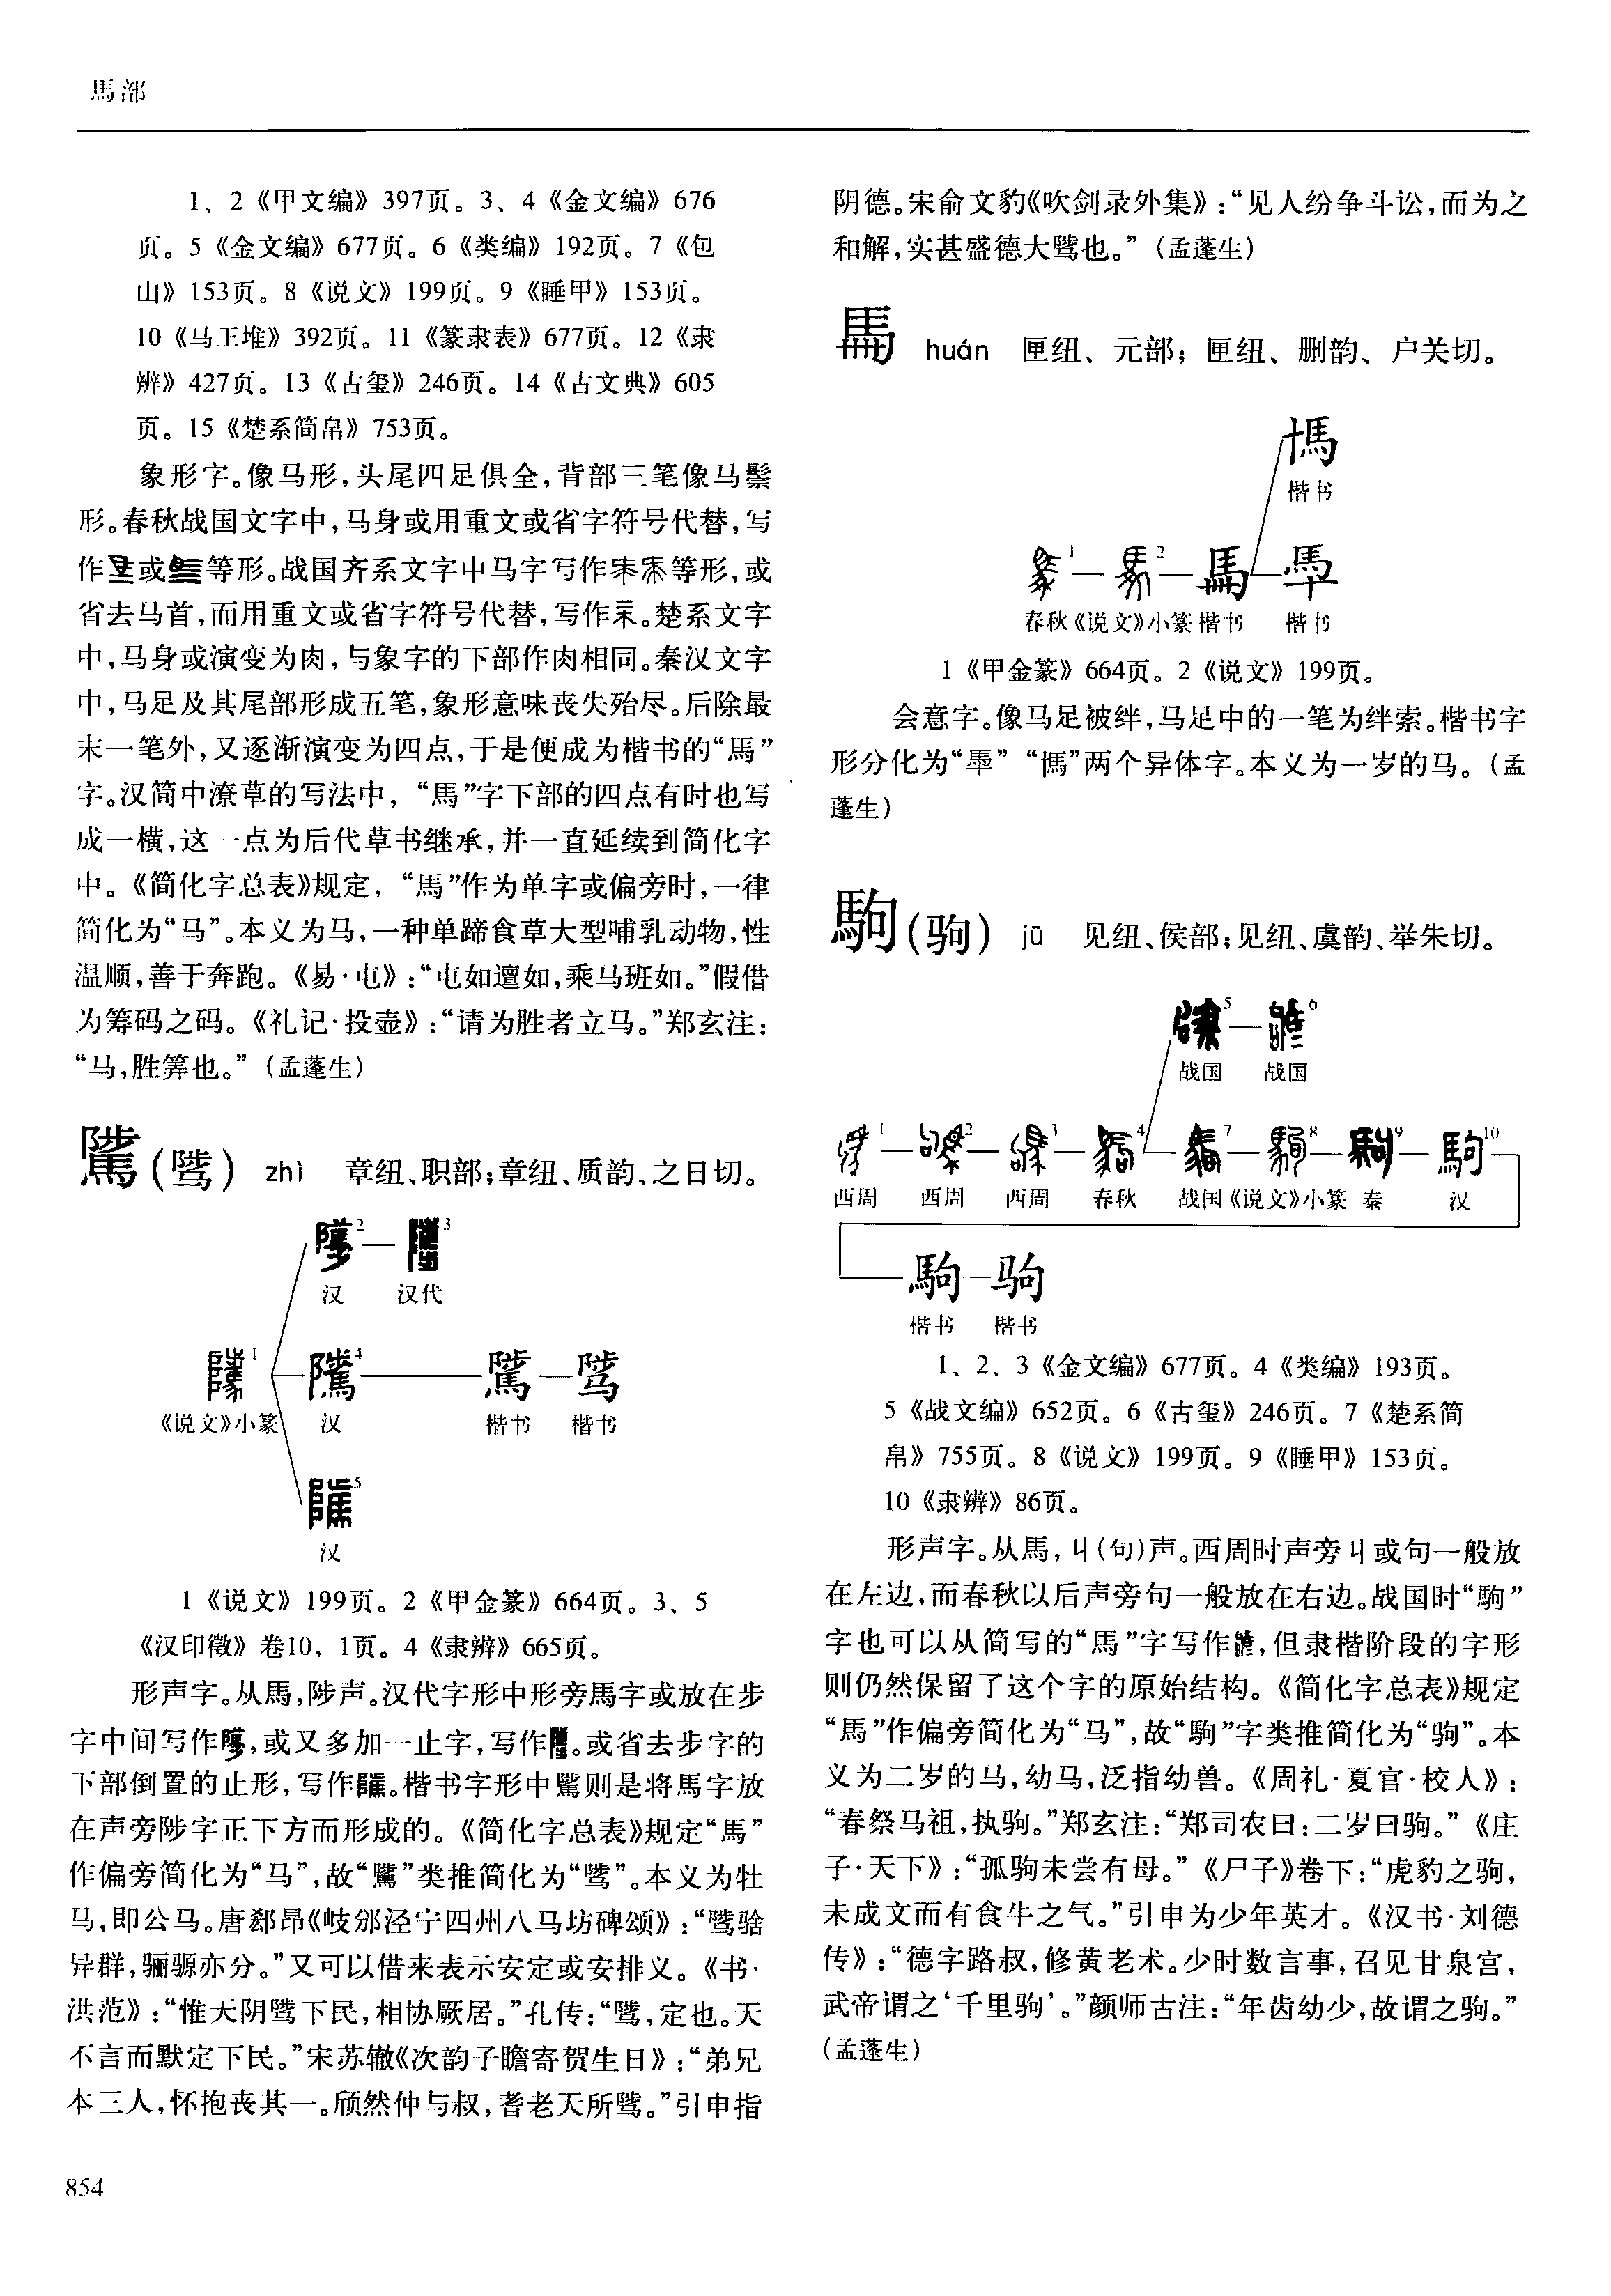 馬部
1、2《甲文编》397页。3、4《金文编》676
页。5《金文编》677页。6《类编》192页。7《包
山》153页。8《说文》199页。9《睡甲》153页。
10《马王堆》392页。11《篆隶表》677页。12《隶
辨》427页。13《古玺》246页。14《古文典》605
页。15《楚系简帛》753页。
象形字。像马形,头尾四足俱全,背部三笔像马鬃
形。春秋战国文字中,马身或用重文或省字符号代替,写
作或等形。战国齐系文字中马字写作等形,或
省去马首,而用重文或省字符号代替,写作。楚系文字
中,马身或演变为肉,与象字的下部作肉相同。秦汉文字
中,马足及其尾部形成五笔,象形意味丧失殆尽。后除最
末一笔外,又逐渐演变为四点,于是便成为楷书的“馬”
字。汉简中潦草的写法中，“馬”字下部的四点有时也写
成一横,这一点为后代草书继承,并一直延续到简化字
中。《简化字总表》规定，“馬”作为单字或偏旁时,一律
简化为“马”。本义为马,一种单蹄食草大型哺乳动物,性
温顺,善于奔跑。《易·屯》:“屯如邅如,乘马班如。”假借
为筹码之码。《礼记·投壶》:“请为胜者立马。”郑玄注:
“马,胜筭也。”(孟蓬生)
騭(骘) zhì 章纽、职部;章纽、质韵、之日切。
2 3
汉 汉代
1 4 騭 骘
《说文》小篆 汉 楷书 楷书
5
汉
1《说文》199页。2《甲金篆》664页。3、5
《汉印徵》卷10，1页。4《隶辨》665页。
形声字。从馬,陟声。汉代字形中形旁馬字或放在步
字中间写作,或又多加一止字,写作。或省去步字的
下部倒置的止形,写作。楷书字形中騭则是将馬字放
在声旁陟字正下方而形成的。《简化字总表》规定“馬”
作偏旁简化为“马”,故“騭”类推简化为“骘”。本义为牡
马,即公马。唐郄昂《岐邠泾宁四州八马坊碑颂》:“骘骀
异群,骊騵亦分。”又可以借来表示安定或安排义。《书·
洪范》:“惟天阴骘下民,相协厥居。”孔传:“骘,定也。天
不言而默定下民。”宋苏辙《次韵子瞻寄贺生日》:“弟兄
本三人,怀抱丧其一。颀然仲与叔,耆老天所骘。”引申指
854
阴德。宋俞文豹《吹剑录外集》:“见人纷争斗讼,而为之
和解,实甚盛德大骘也。”(孟蓬生)
huán 匣纽、元部；匣纽、删韵、户关切。
楷书
1 2
春秋 《说文》小篆 楷书 楷书
1《甲金篆》664页。2《说文》199页。
会意字。像马足被绊,马足中的一笔为绊索。楷书字
形分化为“”“”两个异体字。本义为一岁的马。(孟
蓬生)
駒(驹) jū 见纽、侯部;见纽、虞韵、举朱切。
5 6
战国 战国
1 2 3 4 7 8 9 10
西周 西周 西周 春秋 战国 《说文》小篆 秦 汉
駒 驹
楷书 楷书
1、2、3《金文编》677页。4《类编》193页。
5《战文编》652页。6《古玺》246页。7《楚系简
帛》755页。8《说文》199页。9《睡甲》153页。
10《隶辨》86页。
形声字。从馬,丩(句)声。西周时声旁丩或句一般放
在左边,而春秋以后声旁句一般放在右边。战国时“駒”
字也可以从简写的“馬”字写作,但隶楷阶段的字形
则仍然保留了这个字的原始结构。《简化字总表》规定
“馬”作偏旁简化为“马”,故“駒”字类推简化为“驹”。本
义为二岁的马,幼马,泛指幼兽。《周礼·夏官·校人》:
“春祭马祖,执驹。”郑玄注:“郑司农曰:二岁曰驹。”《庄
子·天下》:“孤驹未尝有母。”《尸子》卷下:“虎豹之驹,
未成文而有食牛之气。”引申为少年英才。《汉书·刘德
传》:“德字路叔,修黄老术。少时数言事,召见甘泉宫,
武帝谓之‘千里驹’。”颜师古注:“年齿幼少,故谓之驹。”
(孟蓬生)